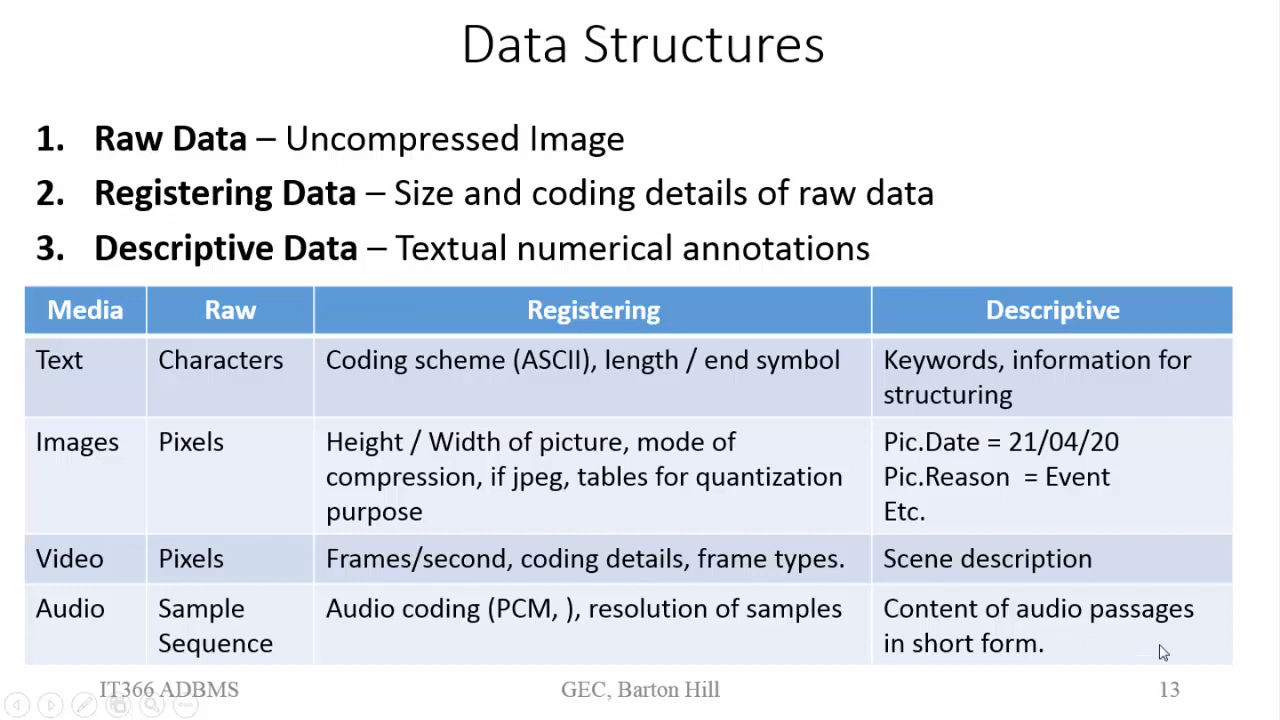 Data Structures
1. Raw Data – Uncompressed Image
2. Registering Data – Size and coding details of raw data
3. Descriptive Data – Textual numerical annotations
Media Raw Registering Descriptive
Text Characters Coding scheme (ASCII), length / end symbol Keywords, information for
structuring
Images Pixels Height / Width of picture, mode of Pic.Date = 21/04/20
compression, if jpeg, tables for quantization Pic.Reason = Event
purpose Etc.
Video Pixels Frames/second, coding details, frame types. Scene description
Audio Sample Audio coding (PCM, ), resolution of samples Content of audio passages
Sequence in short form.
IT366 ADBMS GEC, Barton Hill 13